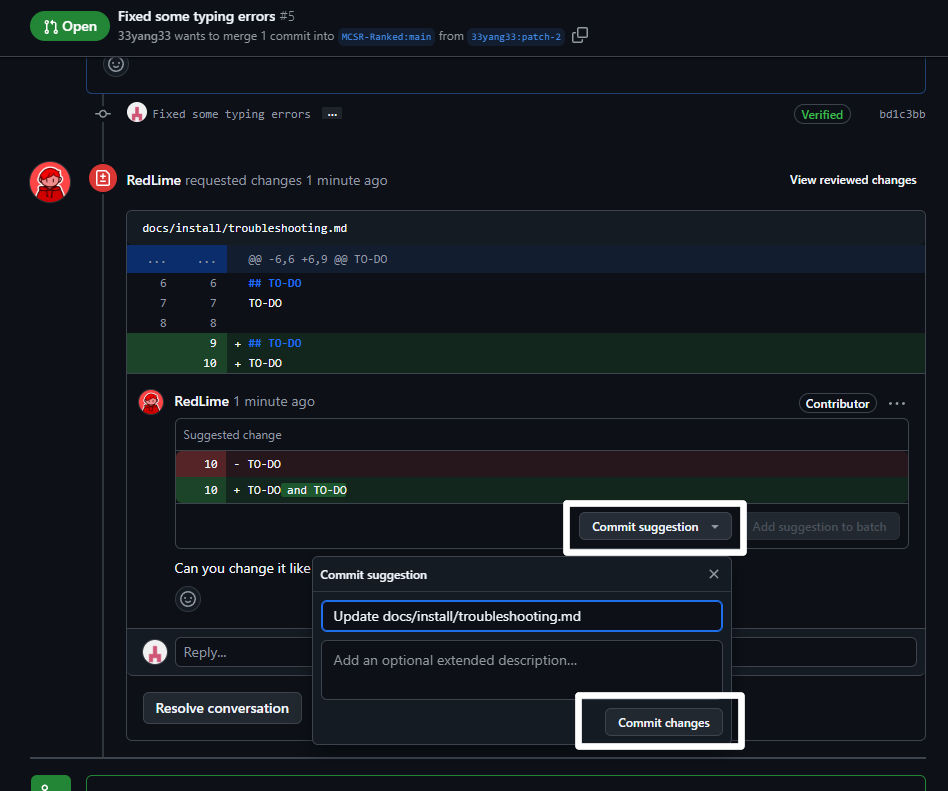 Open
Fixed some typing errors #5
33yang33 wants to merge 1 commit into MCSR-Ranked:main from 33yang33:patch-2
Fixed some typing errors ...
Verified
bd1c3bb
RedLime requested changes 1 minute ago
View reviewed changes
docs/install/troubleshooting.md
... ... @@ -6,6 +6,9 @@ TO-DO
6 6 ## TO-DO
7 7 TO-DO
8 8
9 + ## TO-DO
10 + TO-DO
RedLime 1 minute ago
Contributor ...
Suggested change
10 - TO-DO
10 + TO-DO and TO-DO
Commit suggestion
Add suggestion to batch
Can you change it like
Commit suggestion
Update docs/install/troubleshooting.md
Reply...
Add an optional extended description...
Resolve conversation
Commit changes